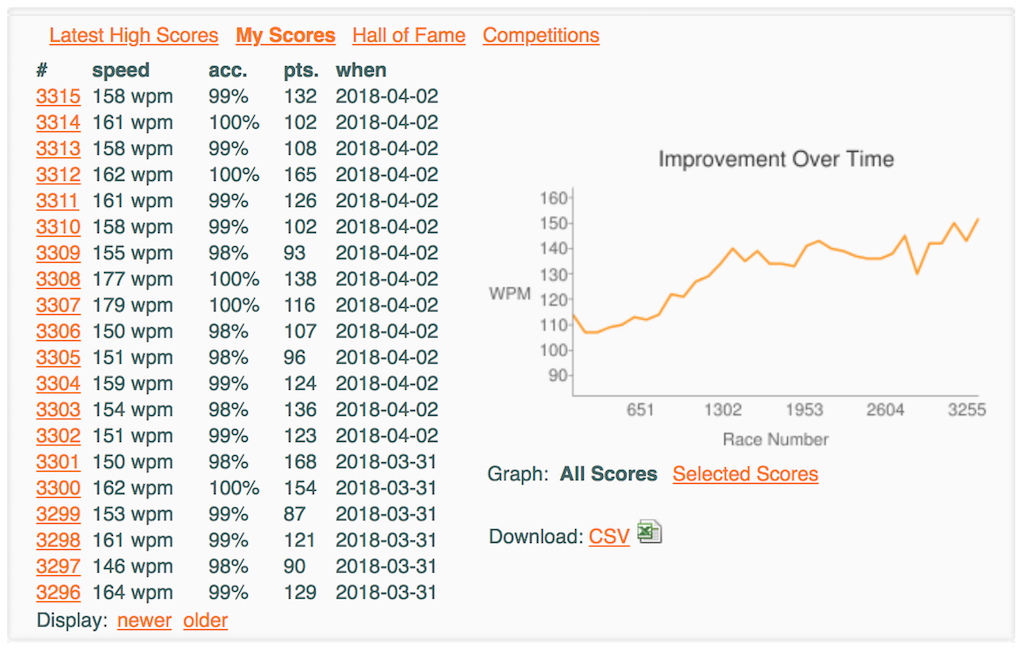 Latest High Scores My Scores Hall of Fame Competitions
# speed acc. pts. when
3315 158 wpm 99% 132 2018-04-02
3314 161 wpm 100% 102 2018-04-02
3313 158 wpm 99% 108 2018-04-02
3312 162 wpm 100% 165 2018-04-02
3311 161 wpm 99% 126 2018-04-02
3310 158 wpm 99% 102 2018-04-02
3309 155 wpm 98% 93 2018-04-02
3308 177 wpm 100% 138 2018-04-02
3307 179 wpm 100% 116 2018-04-02
3306 150 wpm 98% 107 2018-04-02
3305 151 wpm 98% 96 2018-04-02
3304 159 wpm 99% 124 2018-04-02
3303 154 wpm 98% 136 2018-04-02
3302 151 wpm 99% 123 2018-04-02
3301 150 wpm 98% 168 2018-03-31
3300 162 wpm 100% 154 2018-03-31
3299 153 wpm 99% 87 2018-03-31
3298 161 wpm 99% 121 2018-03-31
3297 146 wpm 98% 90 2018-03-31
3296 164 wpm 99% 129 2018-03-31
Display: newer older
Improvement Over Time
160
150
140
130
WPM 120
110
100
90
651 1302 1953 2604 3255
Race Number
Graph: All Scores Selected Scores
Download: CSV